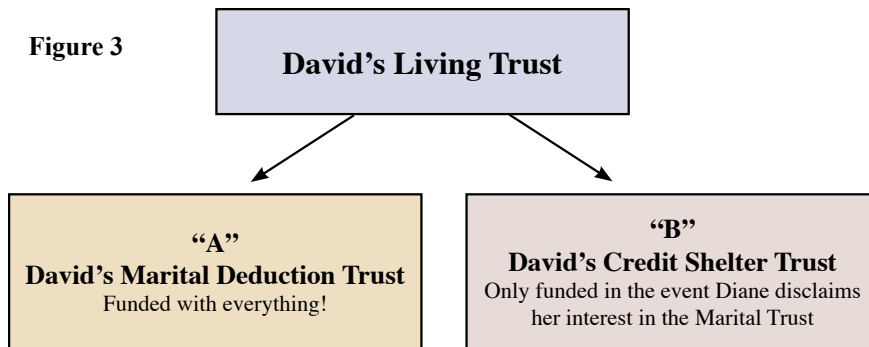 Figure 3
David’s Living Trust
“A”
David’s Marital Deduction Trust
Funded with everything!
“B”
David’s Credit Shelter Trust
Only funded in the event Diane disclaims
her interest in the Marital Trust